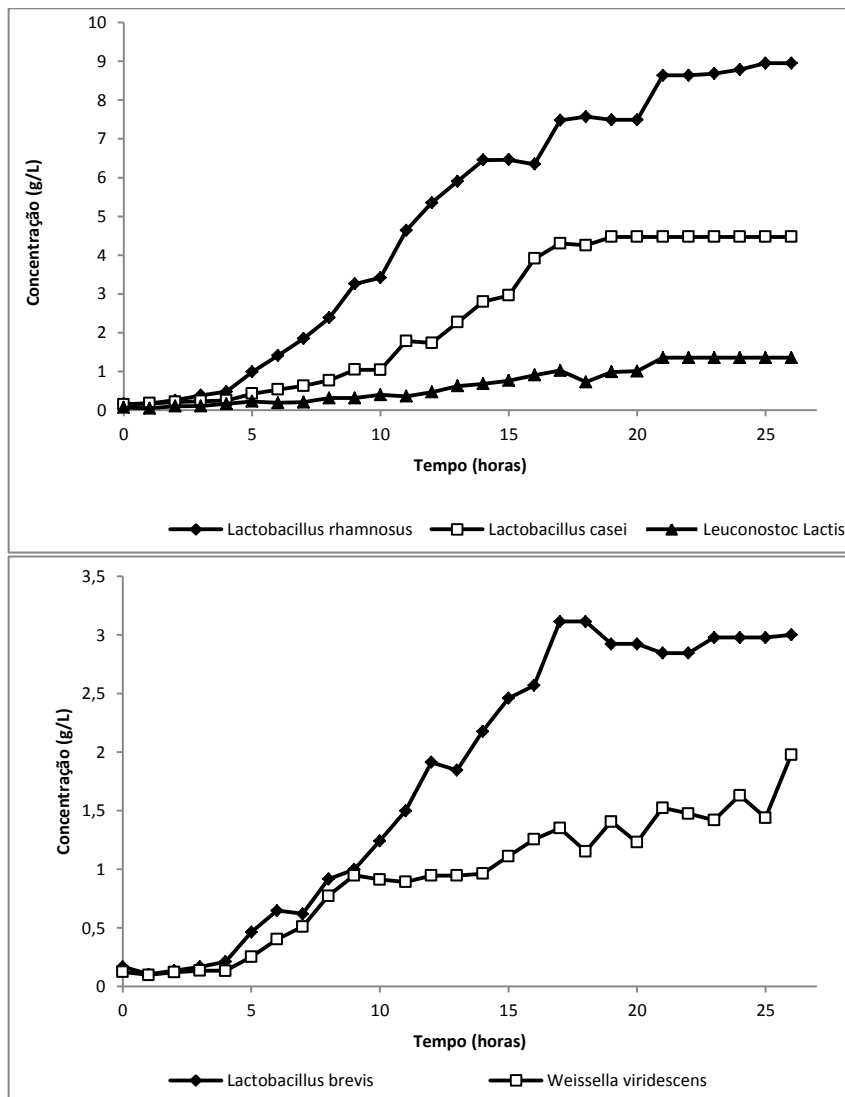 10
9
8
7
6
5
4
3
2
1
0
Concentração (g/L)
0 5 10 15 20 25
Tempo (horas)
Lactobacillus rhamnosus Lactobacillus casei Leuconostoc Lactis
3,5
3
2,5
2
1,5
1
0,5
0
Concentração (g/L)
0 5 10 15 20 25
Tempo (horas)
Lactobacillus brevis Weissella viridescens